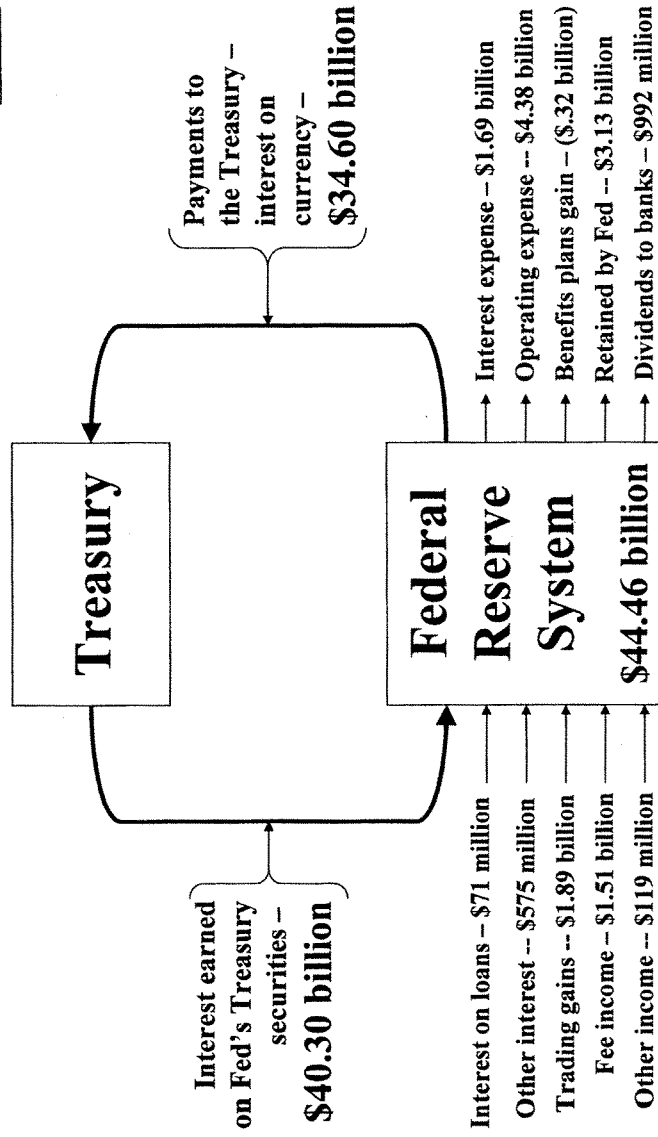 Treasury
Interest earned
on Fed's Treasury
securities –
$40.30 billion
Payments to
the Treasury –
interest on
currency –
$34.60 billion
Federal
Reserve
System
$44.46 billion
Interest on loans – $71 million
Other interest -- $575 million
Trading gains -- $1.89 billion
Fee income – $1.51 billion
Other income -- $119 million
Interest expense – $1.69 billion
Operating expense -- $4.38 billion
Benefits plans gain – ($.32 billion)
Retained by Fed -- $3.13 billion
Dividends to banks – $992 million